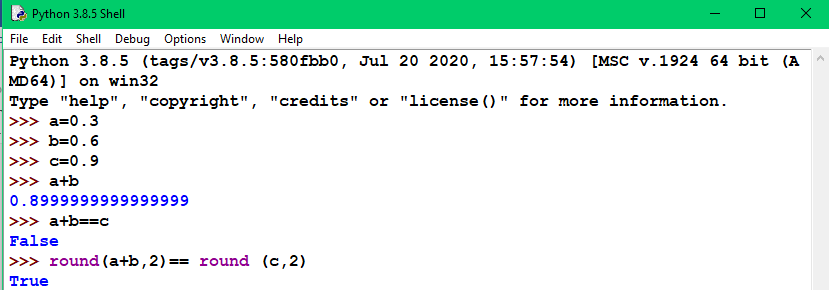 Python 3.8.5 Shell
File Edit Shell Debug Options Window Help
Python 3.8.5 (tags/v3.8.5:580fbb0, Jul 20 2020, 15:57:54) [MSC v.1924 64 bit (A
MD64)] on win32
Type "help", "copyright", "credits" or "license()" for more information.
>>> a=0.3
>>> b=0.6
>>> c=0.9
>>> a+b
0.8999999999999999
>>> a+b==c
False
>>> round(a+b,2)== round (c,2)
True